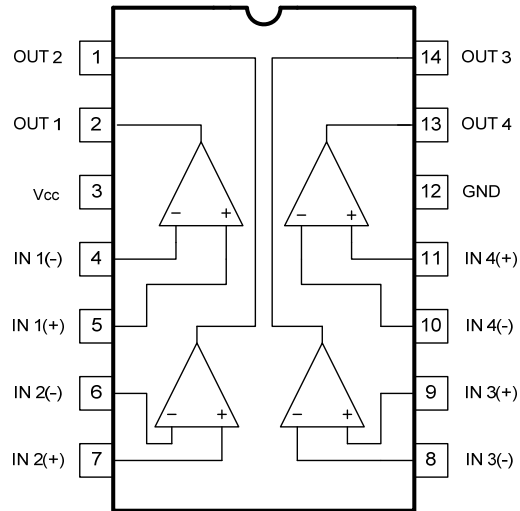 OUT 2 1 14 OUT 3
OUT 1 2 13 OUT 4
Vcc 3 12 GND
− + − +
IN 1(-) 4 11 IN 4(+)
IN 1(+) 5 10 IN 4(-)
IN 2(-) 6 9 IN 3(+)
− + − +
IN 2(+) 7 8 IN 3(-)